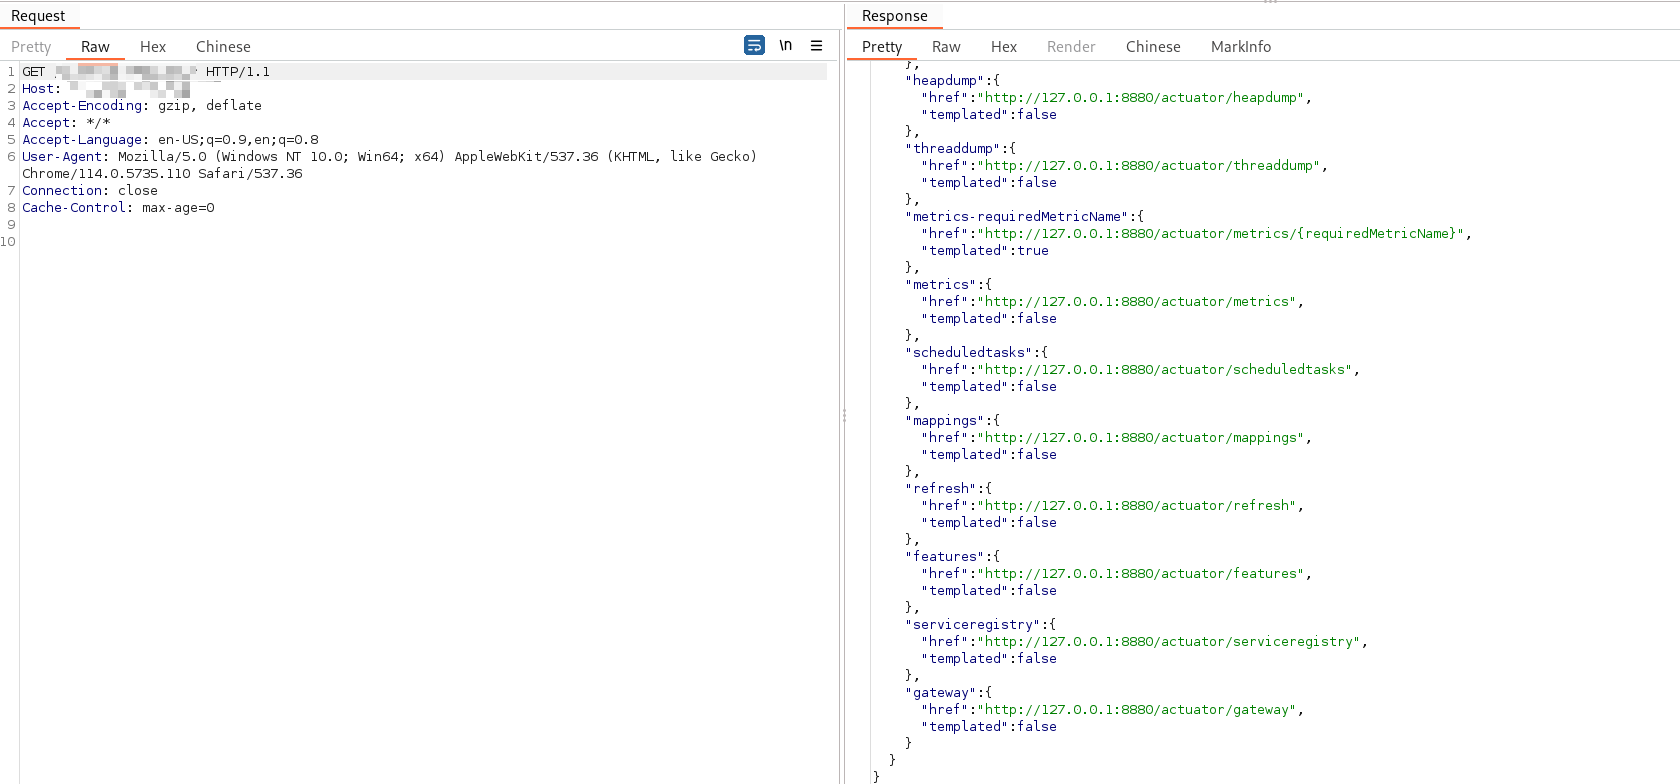 Request
Pretty Raw Hex Chinese \n
1 GET HTTP/1.1
2 Host:
3 Accept-Encoding: gzip, deflate
4 Accept: */*
5 Accept-Language: en-US;q=0.9,en;q=0.8
6 User-Agent: Mozilla/5.0 (Windows NT 10.0; Win64; x64) AppleWebKit/537.36 (KHTML, like Gecko)
Chrome/114.0.5735.110 Safari/537.36
7 Connection: close
8 Cache-Control: max-age=0
9
10
Response
Pretty Raw Hex Render Chinese MarkInfo
},
"heapdump":{
"href":"http://127.0.0.1:8880/actuator/heapdump",
"templated":false
},
"threaddump":{
"href":"http://127.0.0.1:8880/actuator/threaddump",
"templated":false
},
"metrics-requiredMetricName":{
"href":"http://127.0.0.1:8880/actuator/metrics/{requiredMetricName}",
"templated":true
},
"metrics":{
"href":"http://127.0.0.1:8880/actuator/metrics",
"templated":false
},
"scheduledtasks":{
"href":"http://127.0.0.1:8880/actuator/scheduledtasks",
"templated":false
},
"mappings":{
"href":"http://127.0.0.1:8880/actuator/mappings",
"templated":false
},
"refresh":{
"href":"http://127.0.0.1:8880/actuator/refresh",
"templated":false
},
"features":{
"href":"http://127.0.0.1:8880/actuator/features",
"templated":false
},
"serviceregistry":{
"href":"http://127.0.0.1:8880/actuator/serviceregistry",
"templated":false
},
"gateway":{
"href":"http://127.0.0.1:8880/actuator/gateway",
"templated":false
}
}
}